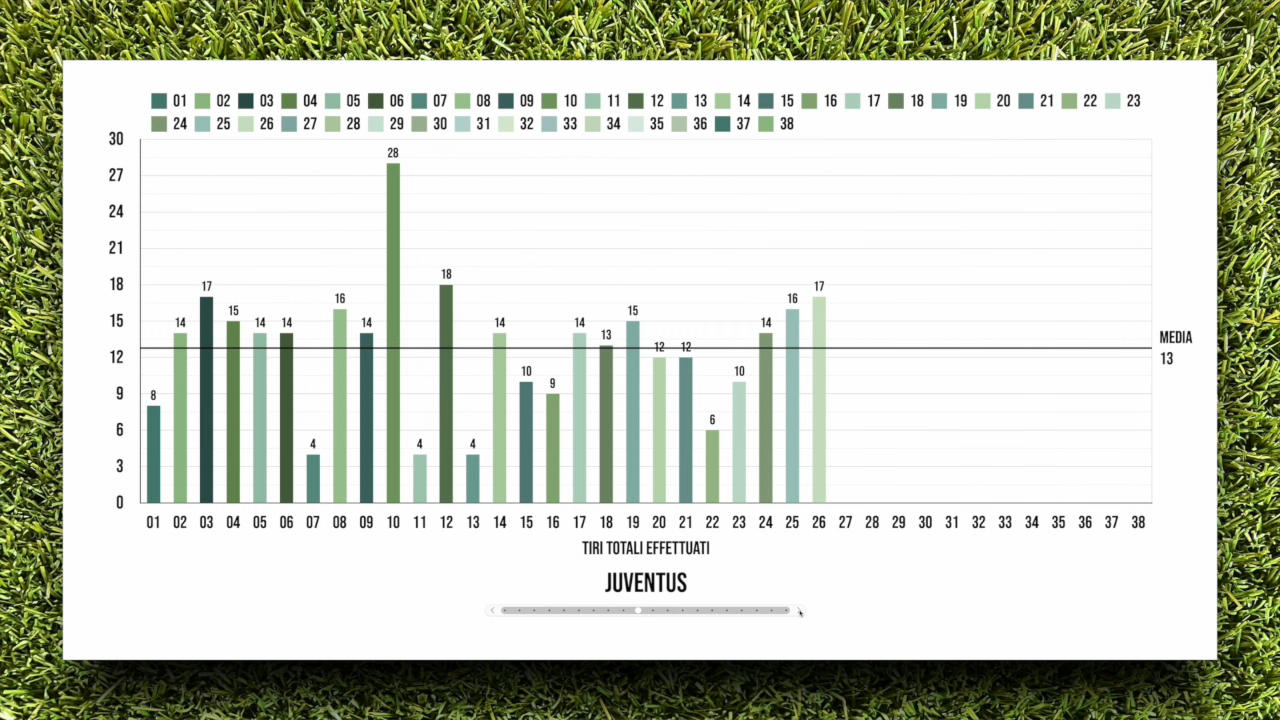 01 02 03 04 05 06 07 08 09 10 11 12 13 14 15 16 17 18 19 20 21 22 23
24 25 26 27 28 29 30 31 32 33 34 35 36 37 38
30
27
24
21
18
15
12
9
6
3
0
8 14 17 15 14 14 4 16 14 28 4 18 4 14 10 9 14 13 15 12 12 6 10 14 16 17
MEDIA
13
01 02 03 04 05 06 07 08 09 10 11 12 13 14 15 16 17 18 19 20 21 22 23 24 25 26 27 28 29 30 31 32 33 34 35 36 37 38
TIRI TOTALI EFFETTUATI
JUVENTUS